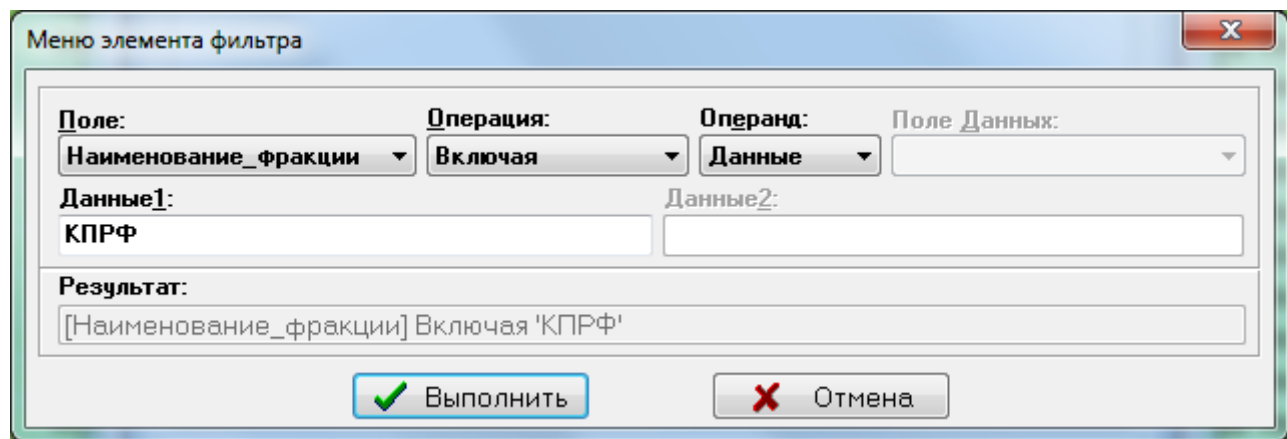 Меню элемента фильтра
Поле: Операция: Операнд: Поле Данных:
Наименование_фракции Включая Данные
Данные1: Данные2:
КПРФ
Результат:
[Наименование_фракции] Включая 'КПРФ'
Выполнить Отмена